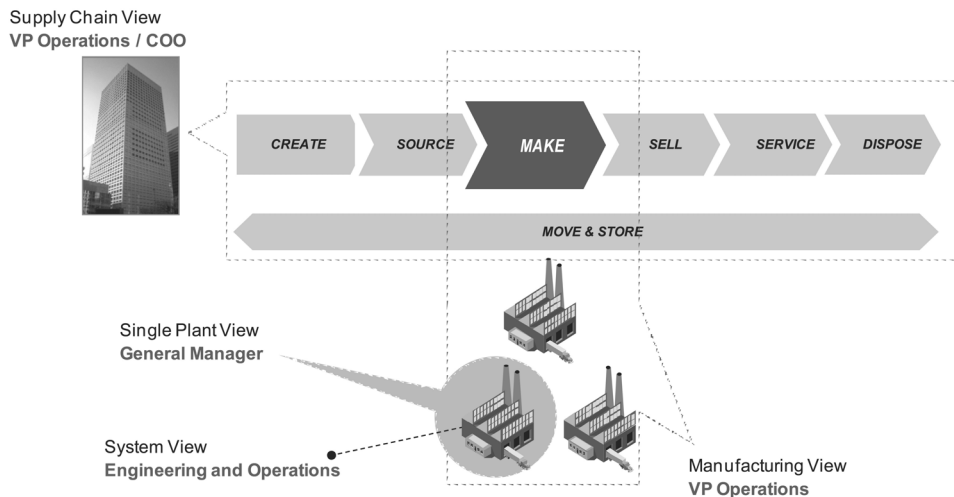 Supply Chain View
VP Operations / COO
CREATE
SOURCE
MAKE
SELL
SERVICE
DISPOSE
MOVE & STORE
Single Plant View
General Manager
System View
Engineering and Operations
Manufacturing View
VP Operations